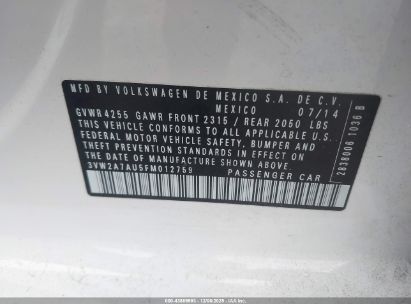 MFD BY VOLKSWAGEN DE MEXICO S.A. DE C.V.
MEXICO 07/14
GVWR 4255 GAWR FRONT 2315 / REAR 2050 LBS
THIS VEHICLE CONFORMS TO ALL APPLICABLE
FEDERAL MOTOR VEHICLE SAFETY, BUMPER AND
THEFT PREVENTION STANDARDS IN EFFECT ON THE
DATE OF MANUFACTURE SHOWN ABOVE
3VW2A7AU5FM012759
PASSENGER CAR
2838006 1036 B